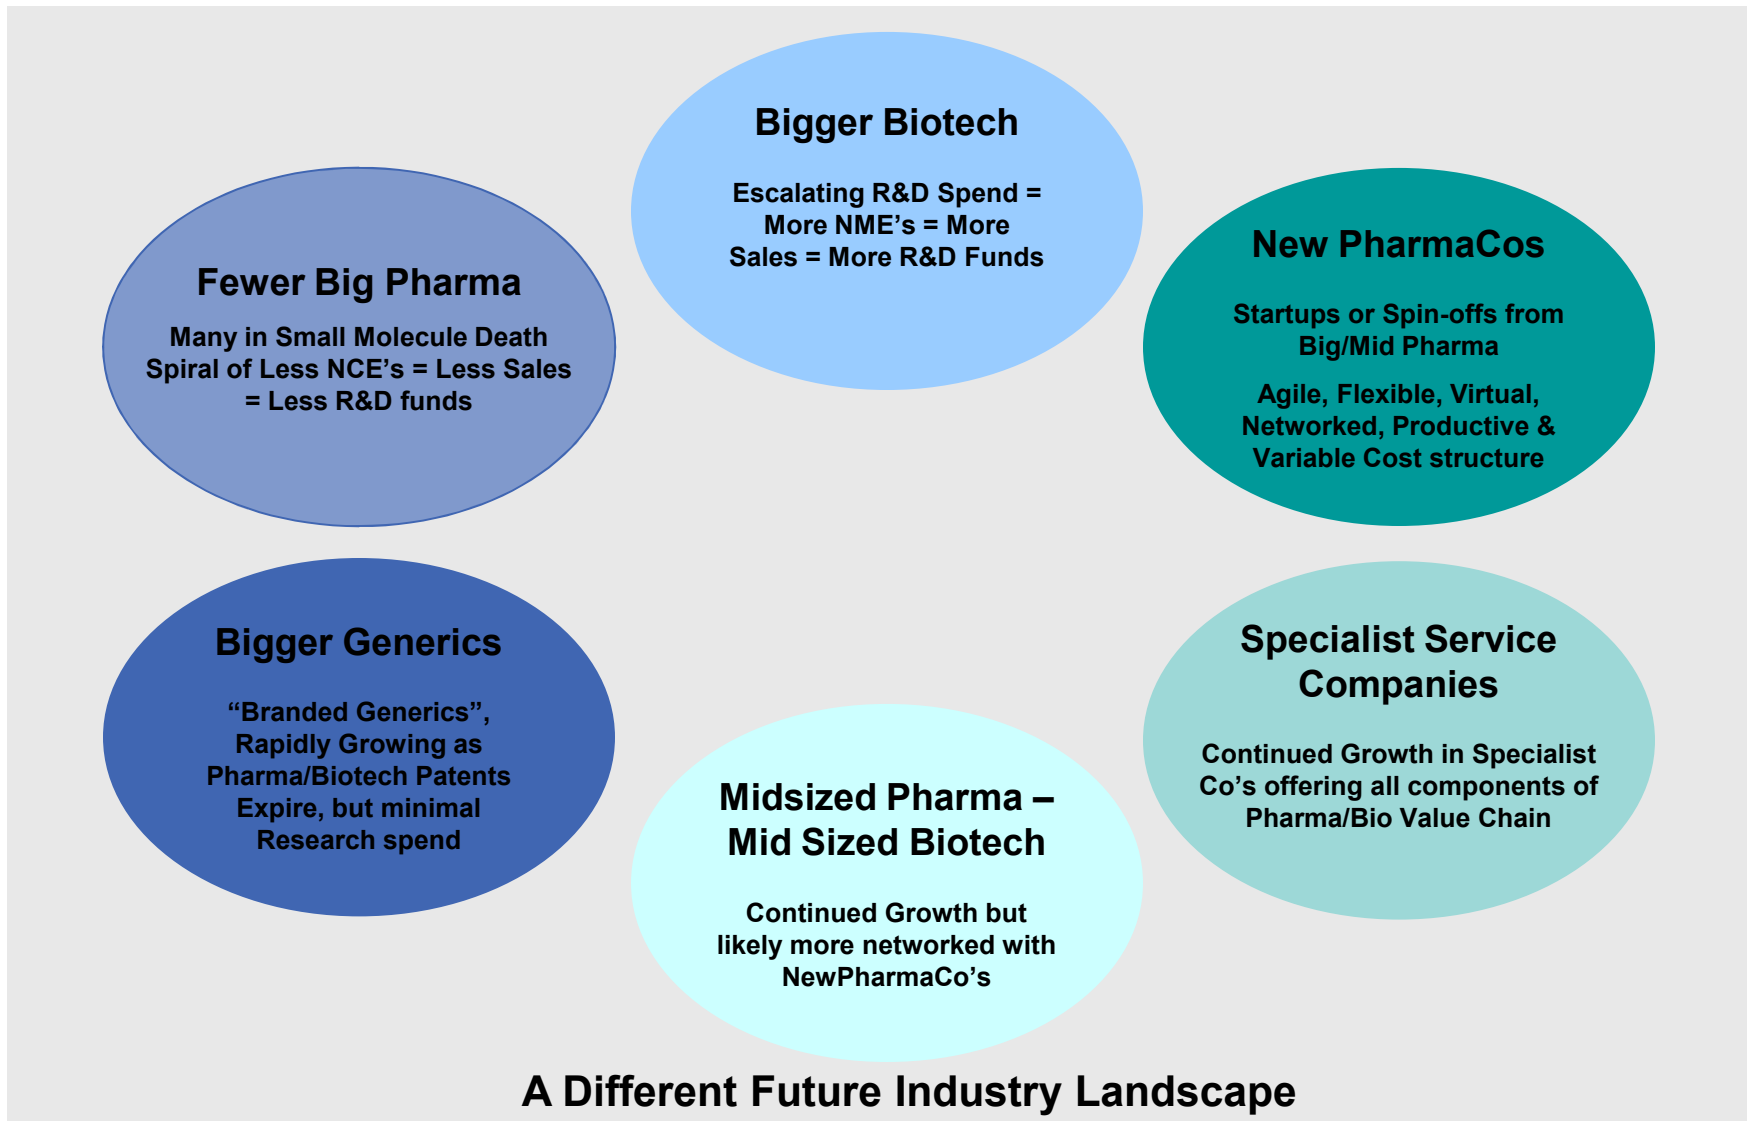 Bigger Biotech
Escalating R&D Spend =
More NME’s = More
Sales = More R&D Funds
Fewer Big Pharma
Many in Small Molecule Death
Spiral of Less NCE’s = Less Sales
= Less R&D funds
New PharmaCos
Startups or Spin-offs from
Big/Mid Pharma
Agile, Flexible, Virtual,
Networked, Productive &
Variable Cost structure
Bigger Generics
“Branded Generics”,
Rapidly Growing as
Pharma/Biotech Patents
Expire, but minimal
Research spend
Specialist Service
Companies
Continued Growth in Specialist
Co’s offering all components of
Pharma/Bio Value Chain
Midsized Pharma –
Mid Sized Biotech
Continued Growth but
likely more networked with
NewPharmaCo’s
A Different Future Industry Landscape